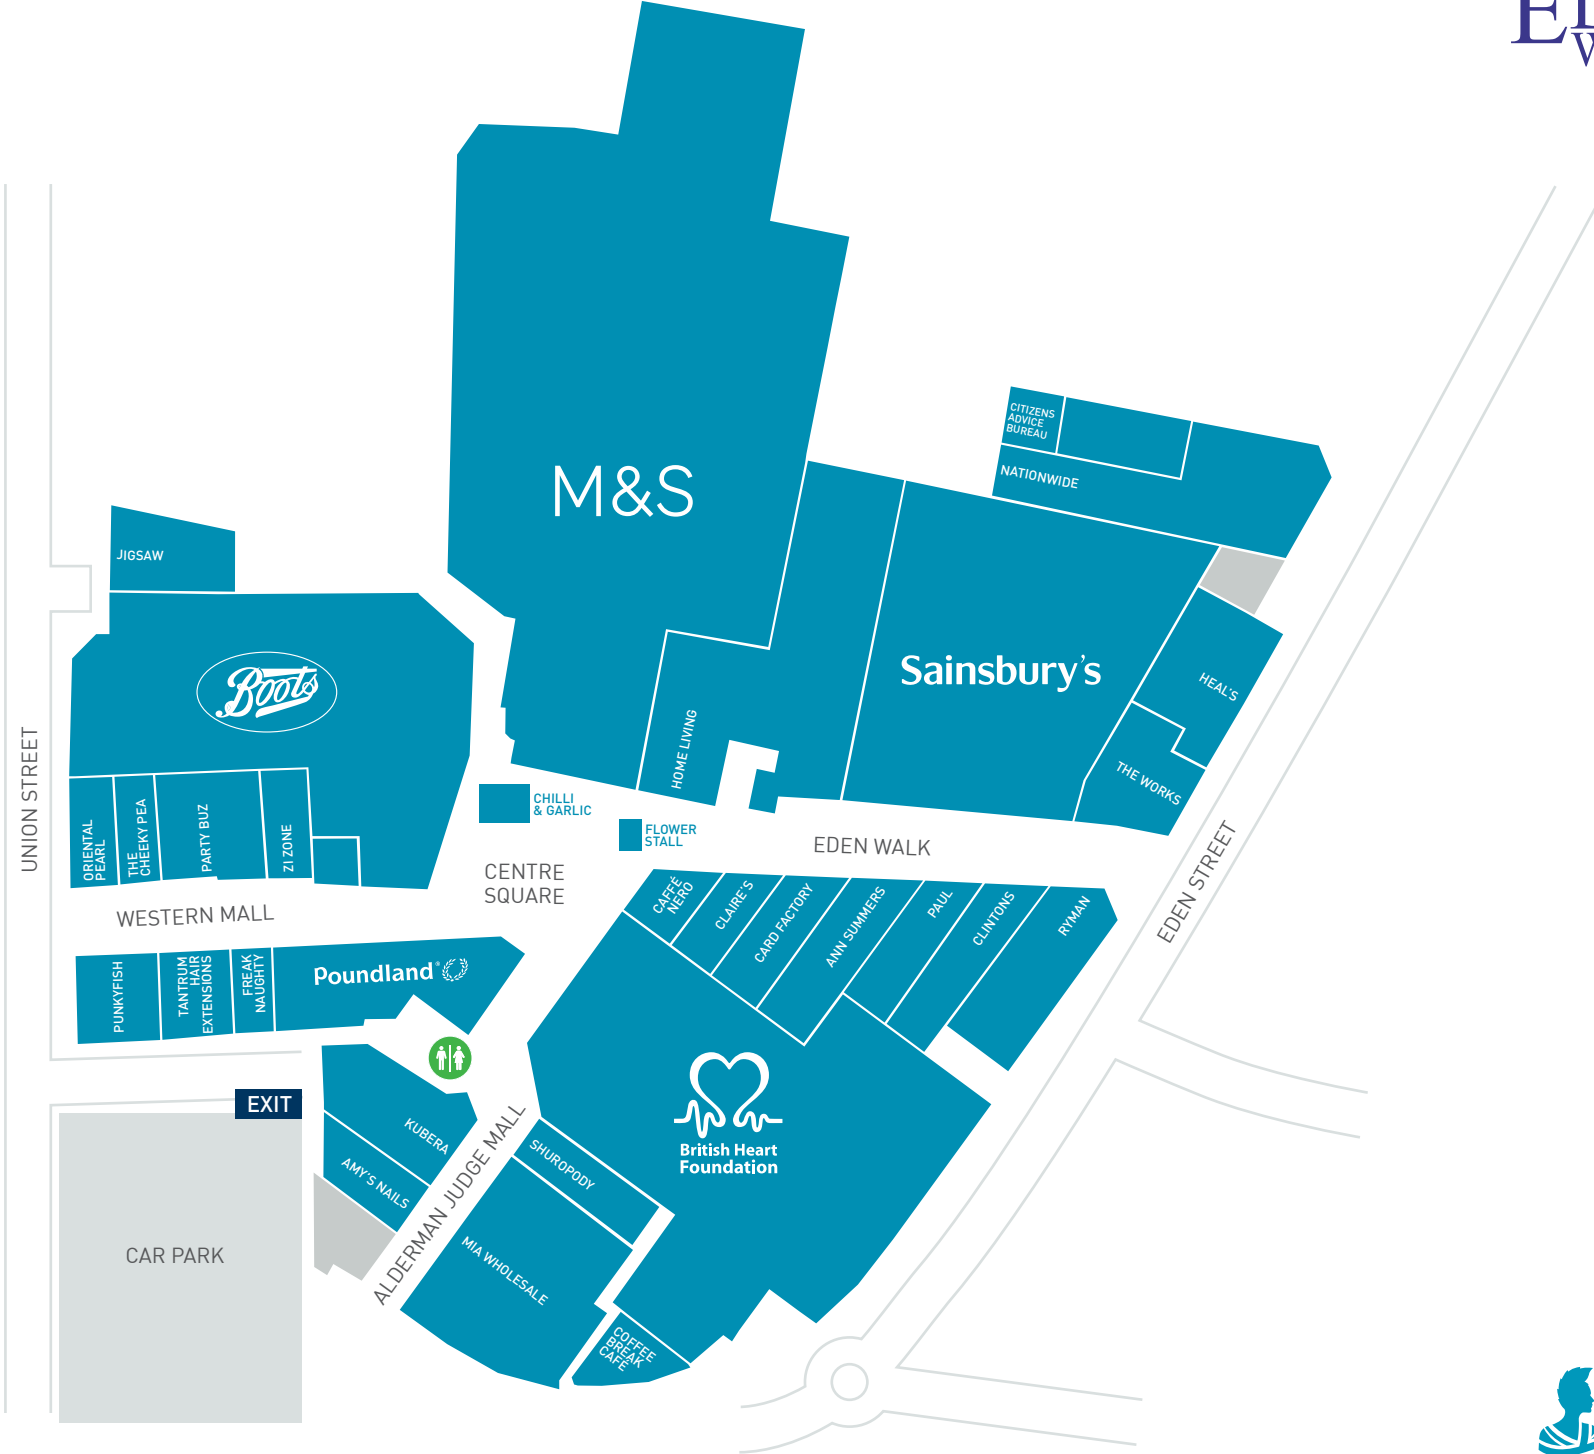 M&S
CITIZENS
ADVICE
BUREAU
NATIONWIDE
JIGSAW
Boots
Sainsbury's
HEAL'S
THE WORKS
HOME LIVING
UNION STREET
ORIENTAL
PEARL
THE
CHEEKY PEA
PARTY BUZ
ZI ZONE
CHILLI
& GARLIC
FLOWER
STALL
EDEN WALK
CENTRE
SQUARE
EDEN STREET
WESTERN MALL
CAFFÉ
NERO
CLAIRE'S
CARD FACTORY
ANN SUMMERS
PAUL
CLINTONS
RYMAN
PUNKYFISH
TANTRUM
HAIR
EXTENSIONS
FREAK
NAUGHTY
Poundland®
EXIT
KUBERA
AMY'S NAILS
ALDERMAN JUDGE MALL
SHUROPODY
MIA WHOLESALE
British Heart
Foundation
CAR PARK
COFFEE
BREAK
CAFÉ